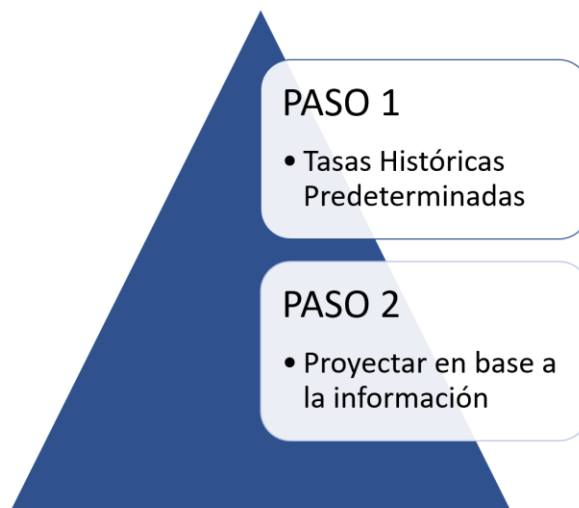 PASO 1
• Tasas Históricas
Predeterminadas
PASO 2
• Proyectar en base a
la información